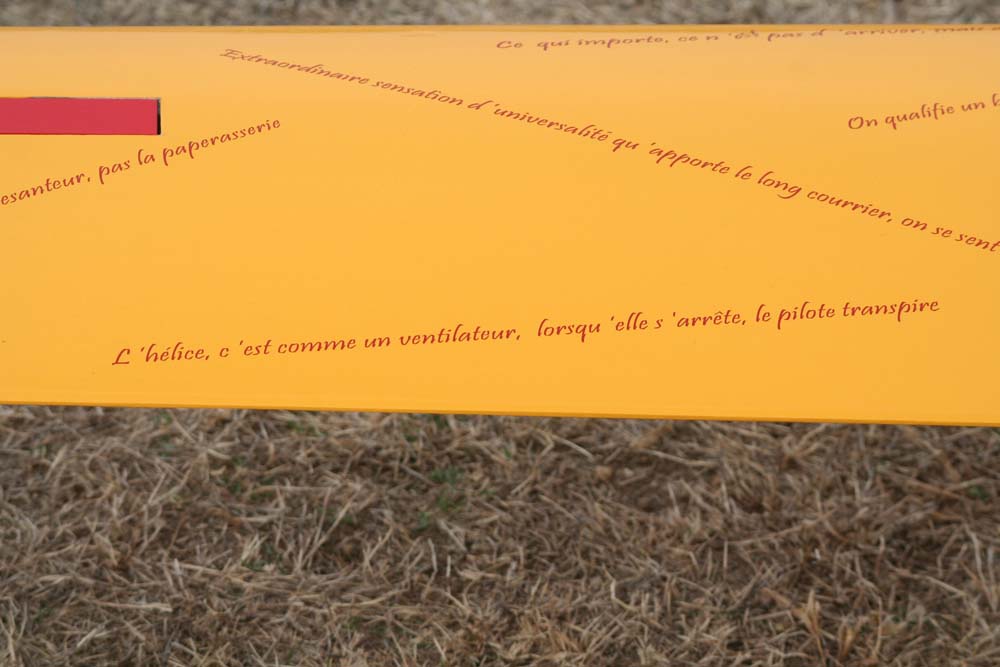 Ce qui importe, ce n 'est pas d 'arriver, mais
Extraordinaire sensation d 'universalité qu 'apporte le long courrier, on se sent
On qualifie un
esanteur, pas la paperasserie
L 'hélice, c 'est comme un ventilateur, lorsqu 'elle s 'arrête, le pilote transpire